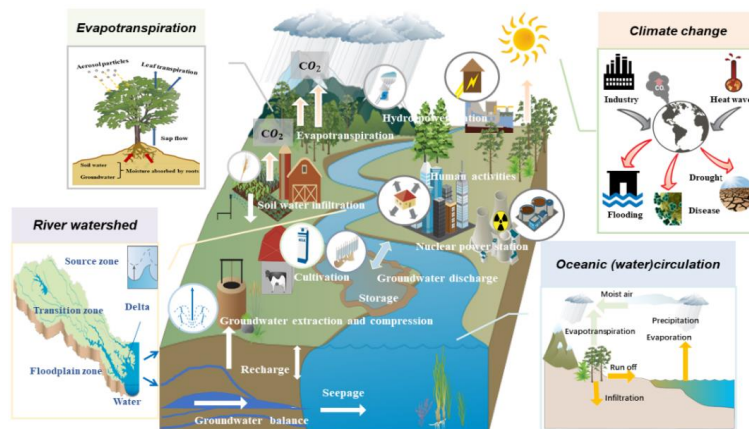 Evapotranspiration
Aerosol particles
Leaf transpiration
Sap flow
Soil water
Groundwater
Moisture absorbed by roots
River watershed
Source zone
Transition zone
Delta
Floodplain zone
Water
CO₂
CO₂
Evapotranspiration
Hydropower station
Soil water infiltration
Human activities
Nuclear power station
Cultivation
Groundwater discharge
Storage
Groundwater extraction and compression
Recharge
Seepage
Groundwater balance
Climate change
Industry
CO₂
Heat wave
Drought
Flooding
Disease
Oceanic (water)circulation
Moist air
Evapotranspiration
Precipitation
Evaporation
Run off
Infiltration